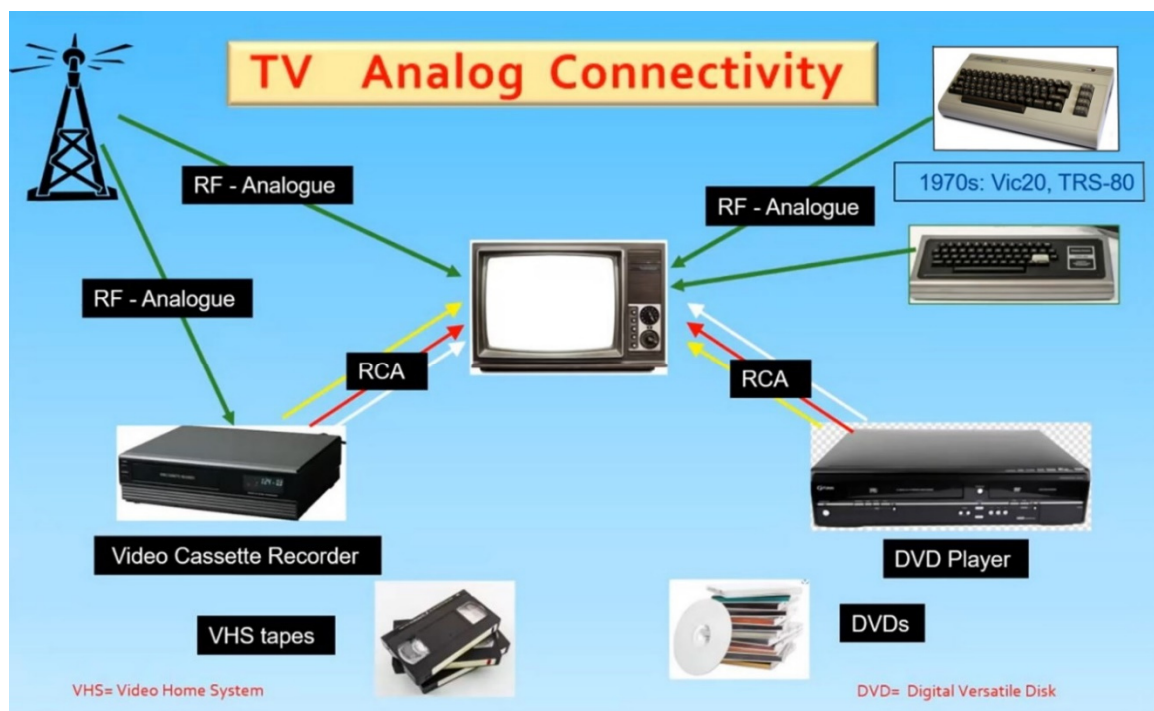 TV Analog Connectivity
RF - Analogue
1970s: Vic20, TRS-80
RF - Analogue
RF - Analogue
RCA
RCA
Video Cassette Recorder
DVD Player
VHS tapes
DVDs
VHS= Video Home System
DVD= Digital Versatile Disk